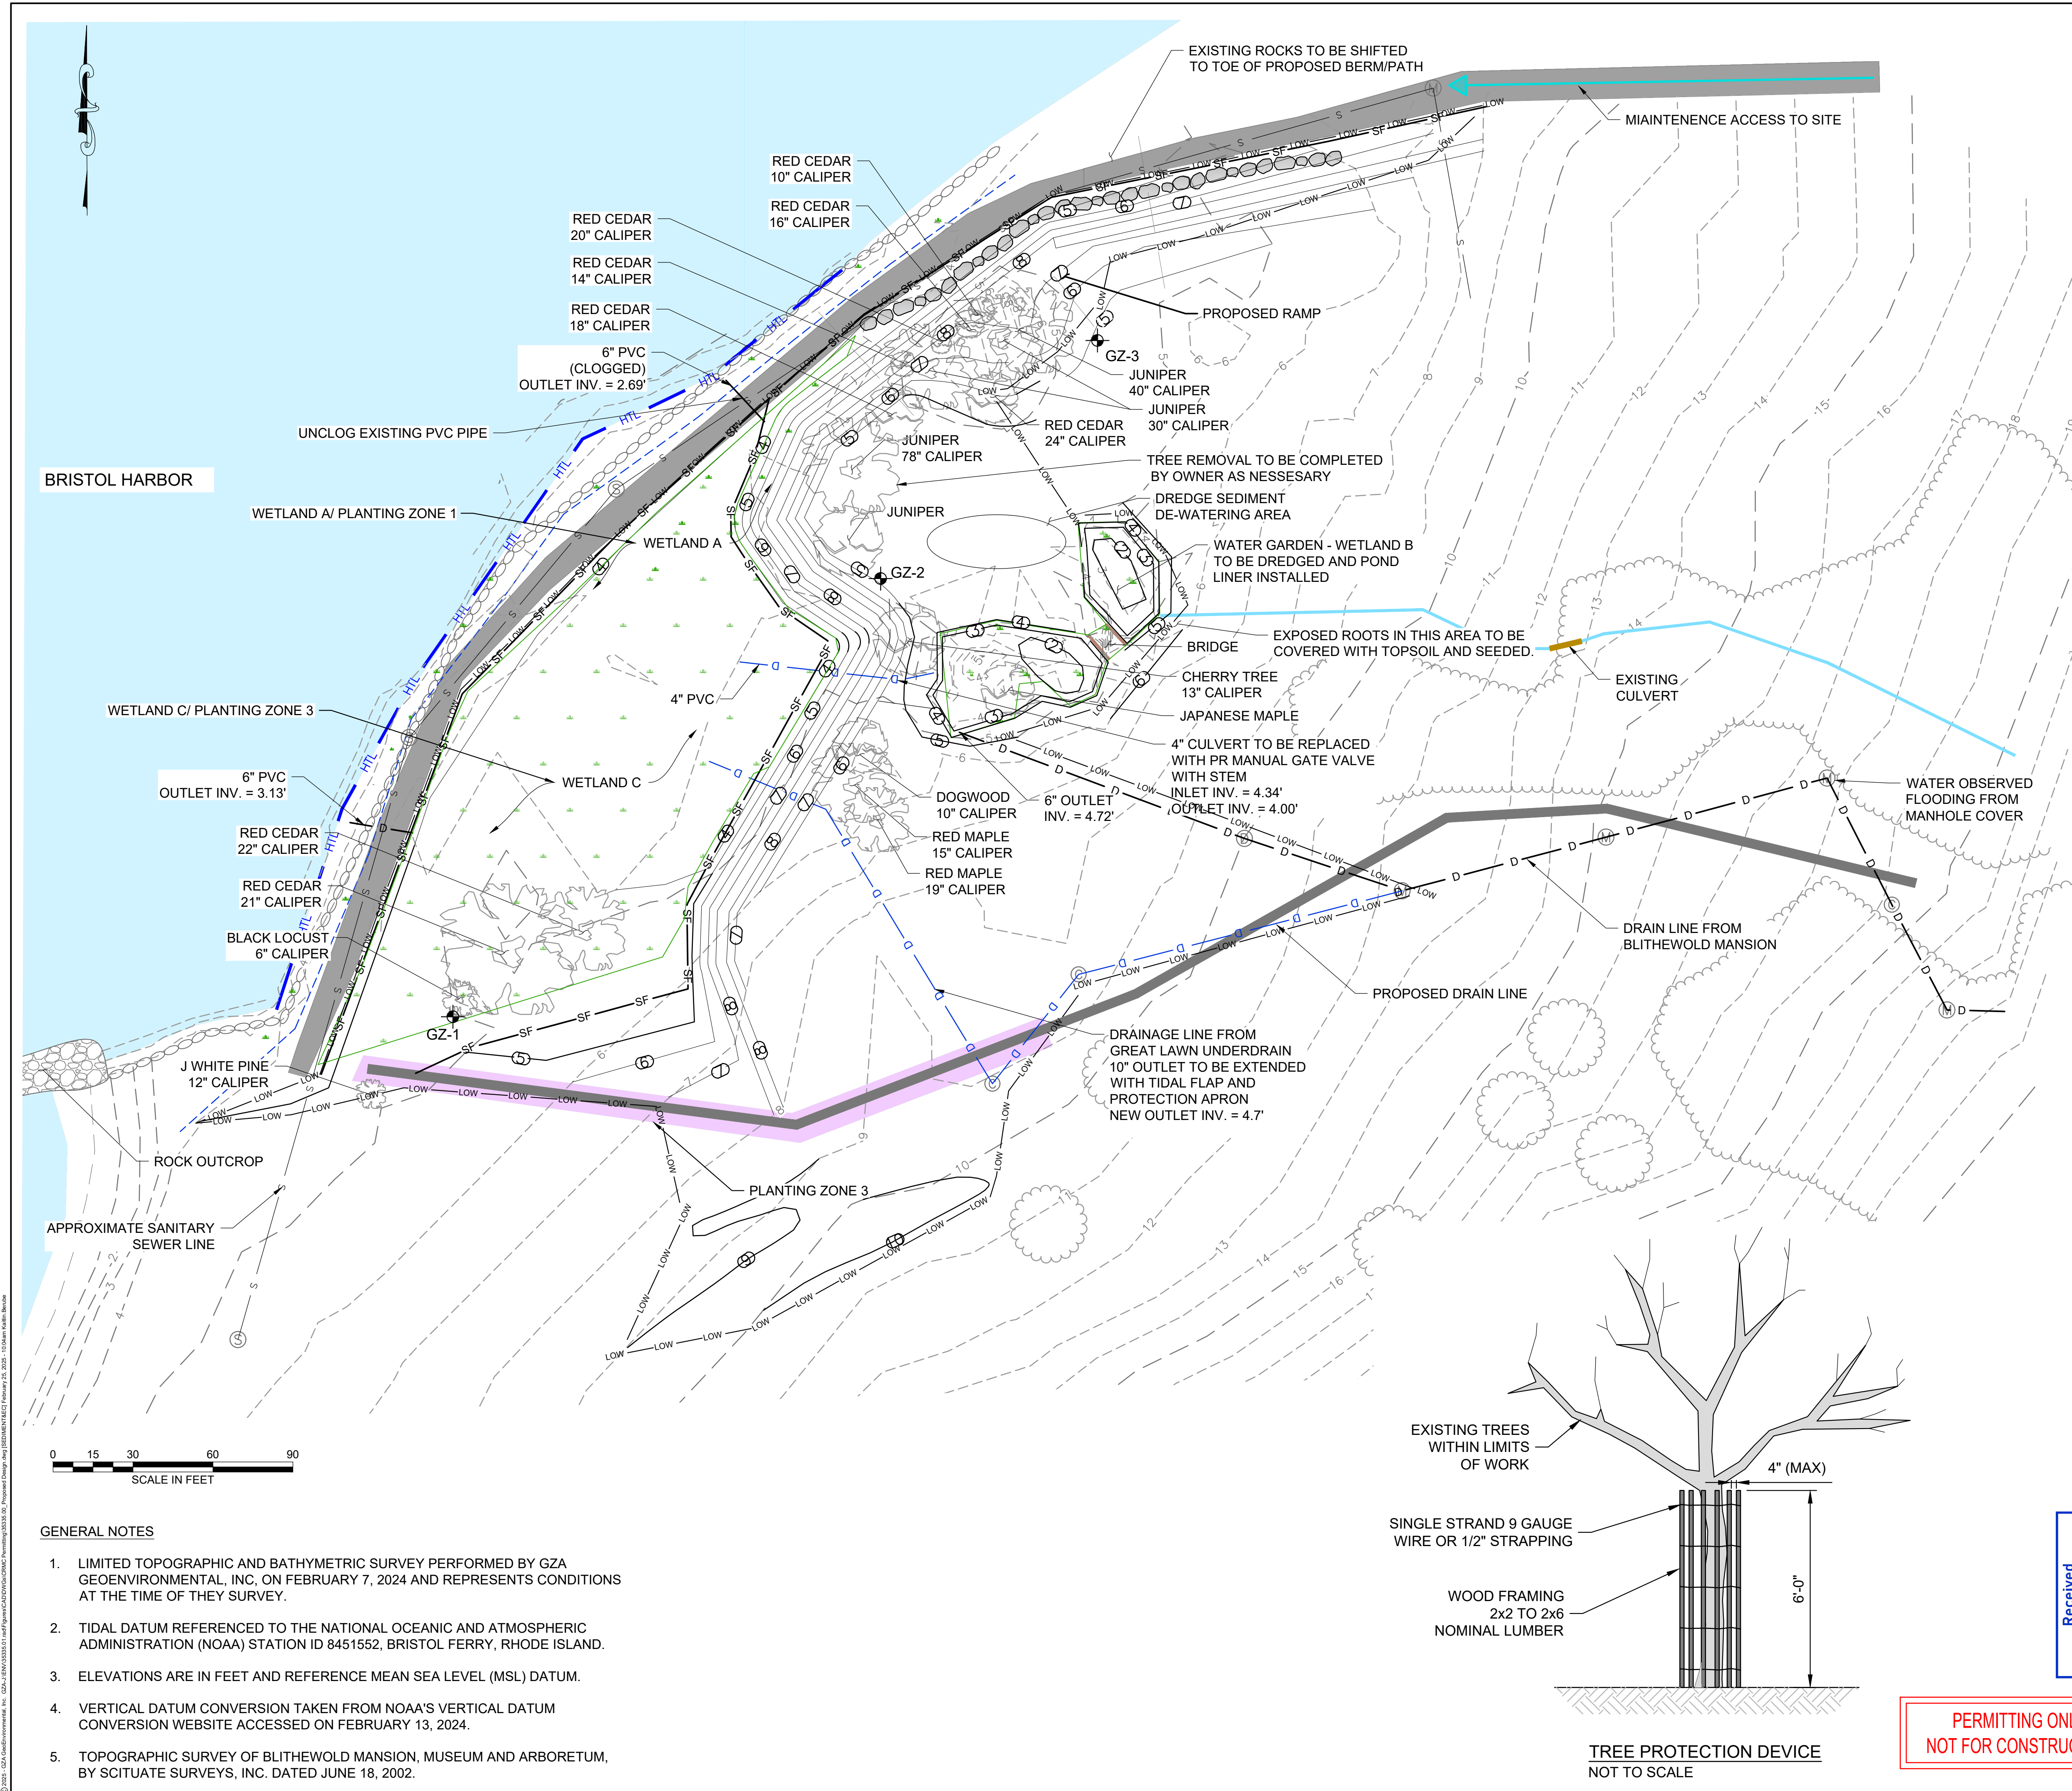 EXISTING ROCKS TO BE SHIFTED
TO TOE OF PROPOSED BERM/PATH
MIAINTENENCE ACCESS TO SITE
RED CEDAR
10" CALIPER
RED CEDAR
16" CALIPER
RED CEDAR
20" CALIPER
RED CEDAR
14" CALIPER
RED CEDAR
18" CALIPER
6" PVC
(CLOGGED)
OUTLET INV. = 2.69'
UNCLOG EXISTING PVC PIPE
BRISTOL HARBOR
WETLAND A/ PLANTING ZONE 1
WETLAND A
PROPOSED RAMP
GZ-3
JUNIPER
40" CALIPER
JUNIPER
30" CALIPER
RED CEDAR
24" CALIPER
JUNIPER
78" CALIPER
TREE REMOVAL TO BE COMPLETED
BY OWNER AS NESSESARY
DREDGE SEDIMENT
DE-WATERING AREA
JUNIPER
WATER GARDEN - WETLAND B
TO BE DREDGED AND POND
LINER INSTALLED
GZ-2
EXPOSED ROOTS IN THIS AREA TO BE
COVERED WITH TOPSOIL AND SEEDED.
BRIDGE
EXISTING
CULVERT
CHERRY TREE
13" CALIPER
4" PVC
JAPANESE MAPLE
WETLAND C/ PLANTING ZONE 3
4" CULVERT TO BE REPLACED
WITH PR MANUAL GATE VALVE
WITH STEM
INLET INV. = 4.34'
OUTLET INV. = 4.00'
WETLAND C
6" PVC
OUTLET INV. = 3.13'
DOGWOOD
10" CALIPER
6" OUTLET
INV. = 4.72'
WATER OBSERVED
FLOODING FROM
MANHOLE COVER
RED CEDAR
22" CALIPER
RED MAPLE
15" CALIPER
RED MAPLE
19" CALIPER
RED CEDAR
21" CALIPER
BLACK LOCUST
6" CALIPER
DRAIN LINE FROM
BLITHEWOLD MANSION
PROPOSED DRAIN LINE
GZ-1
DRAINAGE LINE FROM
GREAT LAWN UNDERDRAIN
10" OUTLET TO BE EXTENDED
WITH TIDAL FLAP AND
PROTECTION APRON
NEW OUTLET INV. = 4.7'
J WHITE PINE
12" CALIPER
ROCK OUTCROP
PLANTING ZONE 3
APPROXIMATE SANITARY
SEWER LINE
0 15 30 60 90
SCALE IN FEET
GENERAL NOTES
1. LIMITED TOPOGRAPHIC AND BATHYMETRIC SURVEY PERFORMED BY GZA
GEOENVIRONMENTAL, INC, ON FEBRUARY 7, 2024 AND REPRESENTS CONDITIONS
AT THE TIME OF THEY SURVEY.
2. TIDAL DATUM REFERENCED TO THE NATIONAL OCEANIC AND ATMOSPHERIC
ADMINISTRATION (NOAA) STATION ID 8451552, BRISTOL FERRY, RHODE ISLAND.
3. ELEVATIONS ARE IN FEET AND REFERENCE MEAN SEA LEVEL (MSL) DATUM.
4. VERTICAL DATUM CONVERSION TAKEN FROM NOAA'S VERTICAL DATUM
CONVERSION WEBSITE ACCESSED ON FEBRUARY 13, 2024.
5. TOPOGRAPHIC SURVEY OF BLITHEWOLD MANSION, MUSEUM AND ARBORETUM,
BY SCITUATE SURVEYS, INC. DATED JUNE 18, 2002.
EXISTING TREES
WITHIN LIMITS
OF WORK
4" (MAX)
SINGLE STRAND 9 GAUGE
WIRE OR 1/2" STRAPPING
WOOD FRAMING
2x2 TO 2x6
NOMINAL LUMBER
6'-0"
TREE PROTECTION DEVICE
NOT TO SCALE
Received
PERMITTING ONL
NOT FOR CONSTRUC